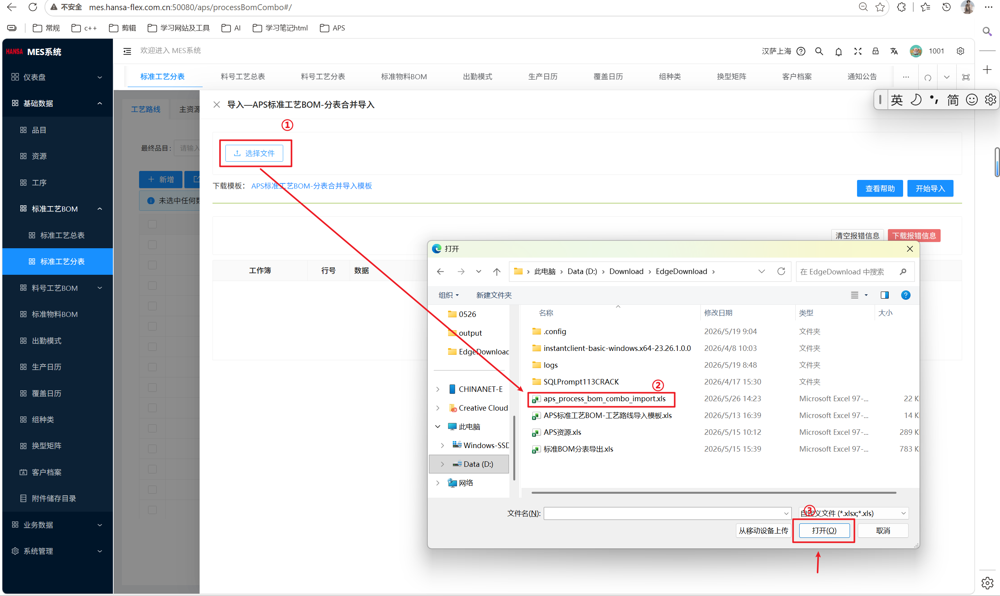 不安全 mes.hansa-flex.com.cn:50080/aps/processBomCombo#/
常规 c++ 剪辑 学习网站及工具 AI 学习笔记html APS
HANSA MES系统
欢迎进入 MES系统
汉萨上海 1001
仪表盘
基础数据
品目
资源
工序
标准工艺BOM
标准工艺总表
标准工艺分表
料号工艺BOM
标准物料BOM
出勤模式
生产日历
覆盖日历
组种类
换型矩阵
客户档案
附件储存目录
业务数据
系统管理
标准工艺分表 料号工艺总表 料号工艺分表 标准物料BOM 出勤模式 生产日历 覆盖日历 组种类 换型矩阵 客户档案 通知公告 ···
英 简
工艺路线 主资源
最终品目: 请输入
新增
未选中任何数
导入—APS标准工艺BOM-分表合并导入
①
选择文件
下载模板： APS标准工艺BOM-分表合并导入模板
查看帮助 开始导入
清空报错信息 下载报错信息
工作簿 行号 数据
打开
此电脑 › Data (D:) › Download › EdgeDownload ›
在 EdgeDownload 中搜索
组织 新建文件夹
0526
output
EdgeDownload
CHINANET-E
Creative Cloud
此电脑
Windows-SSD
Data (D:)
网络
名称 修改日期 类型 大小
.config 2026/5/19 9:04 文件夹
instantclient-basic-windows.x64-23.26.1.0.0 2026/4/8 10:03 文件夹
logs 2026/5/19 8:48 文件夹
SQLPrompt113CRACK 2026/4/17 15:30 文件夹
②
aps_process_bom_combo_import.xls 2026/5/26 14:23 Microsoft Excel 97-... 22 K
APS标准工艺BOM-工艺路线导入模板.xls 2026/5/13 16:39 Microsoft Excel 97-... 14 K
APS资源.xls 2026/5/15 10:12 Microsoft Excel 97-... 289 K
标准BOM分表导出.xls 2026/5/15 15:39 Microsoft Excel 97-... 783 K
文件名(N):
③
自定义文件 (*.xlsx;*.xls)
从移动设备上传 打开(O) 取消